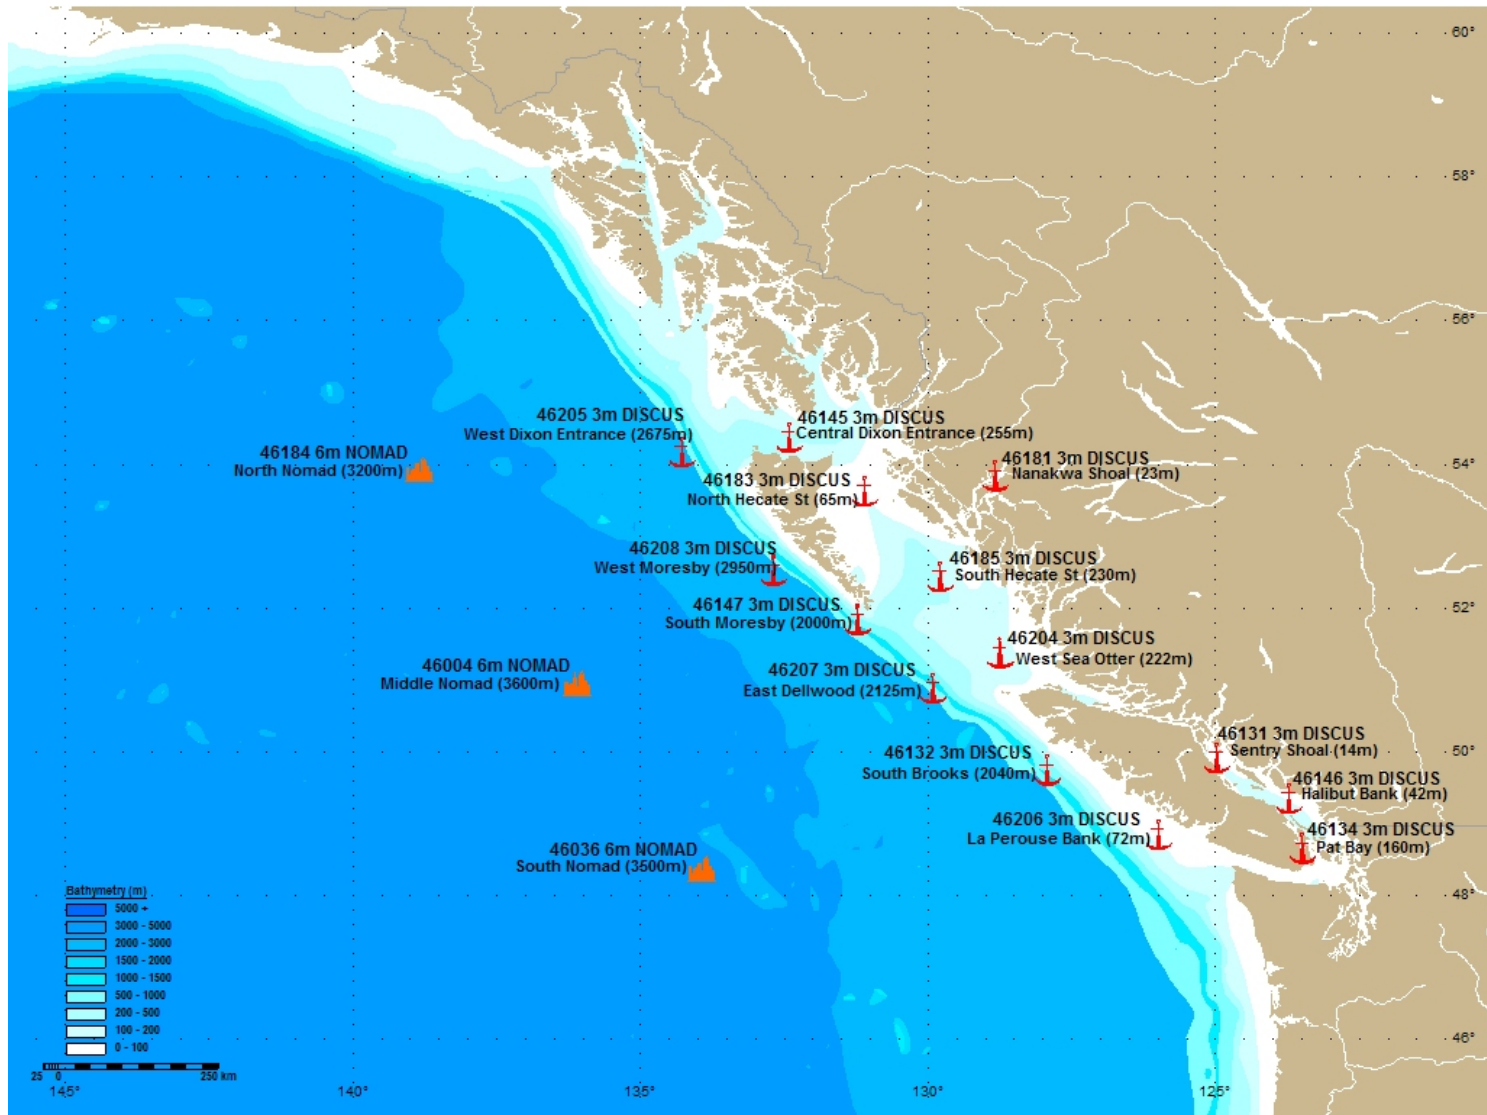 60°
58°
56°
46205 3m DISCUS
West Dixon Entrance (2675m)
46145 3m DISCUS
Central Dixon Entrance (255m)
46184 6m NOMAD
North Nomad (3200m)
54°
46181 3m DISCUS
Nanakwa Shoal (23m)
46183 3m DISCUS
North Hecate St (65m)
46208 3m DISCUS
West Moresby (2950m)
46185 3m DISCUS
South Hecate St (230m)
46147 3m DISCUS
South Moresby (2000m)
52°
46204 3m DISCUS
West Sea Otter (222m)
46004 6m NOMAD
Middle Nomad (3600m)
46207 3m DISCUS
East Dellwood (2125m)
46131 3m DISCUS
Sentry Shoal (14m)
50°
46132 3m DISCUS
South Brooks (2040m)
46146 3m DISCUS
Halibut Bank (42m)
46206 3m DISCUS
La Perouse Bank (72m)
46134 3m DISCUS
Pat Bay (160m)
46036 6m NOMAD
South Nomad (3500m)
48°
Bathymetry (m)
5000 +
3000 - 5000
2000 - 3000
1500 - 2000
1000 - 1500
500 - 1000
200 - 500
100 - 200
0 - 100
46°
25 0 250 km
145° 140° 135° 130° 125°